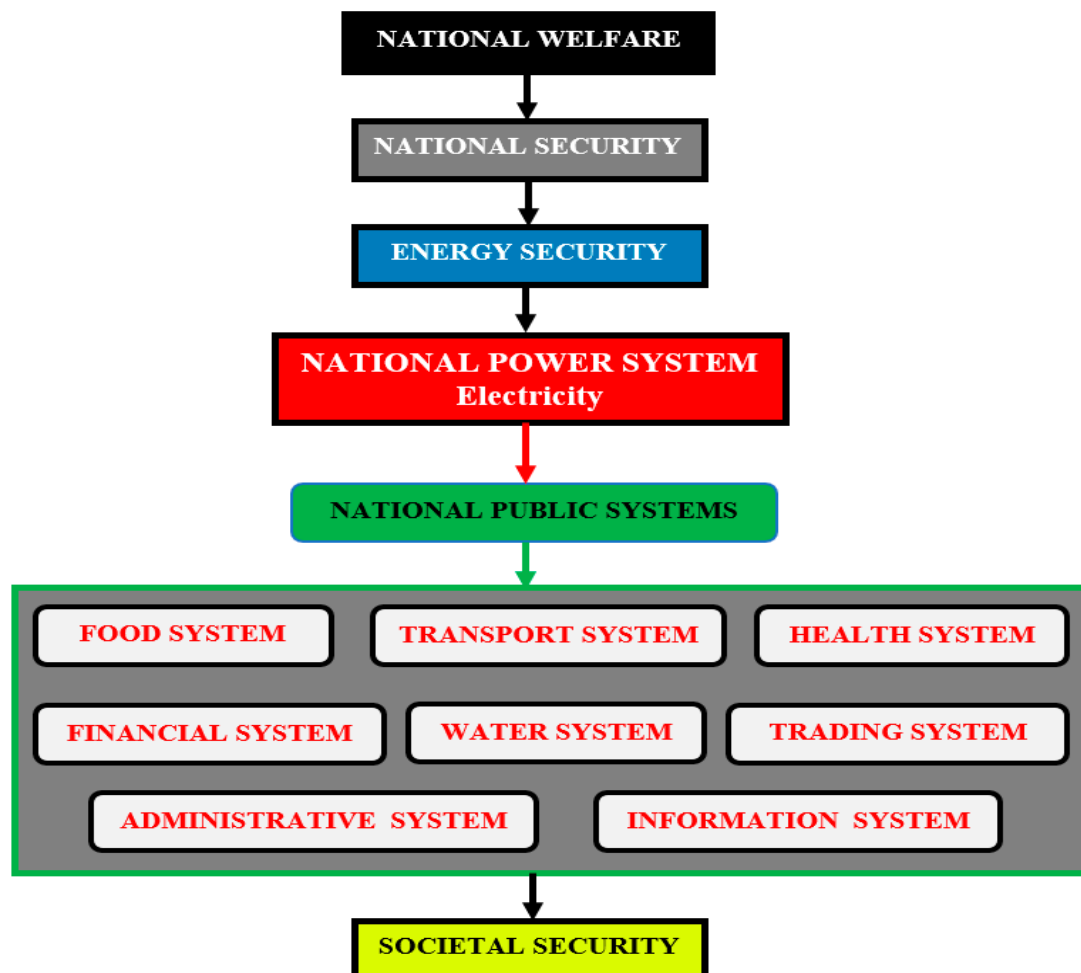 NATIONAL WELFARE
NATIONAL SECURITY
ENERGY SECURITY
NATIONAL POWER SYSTEM
Electricity
NATIONAL PUBLIC SYSTEMS
FOOD SYSTEM
TRANSPORT SYSTEM
HEALTH SYSTEM
FINANCIAL SYSTEM
WATER SYSTEM
TRADING SYSTEM
ADMINISTRATIVE SYSTEM
INFORMATION SYSTEM
SOCIETAL SECURITY